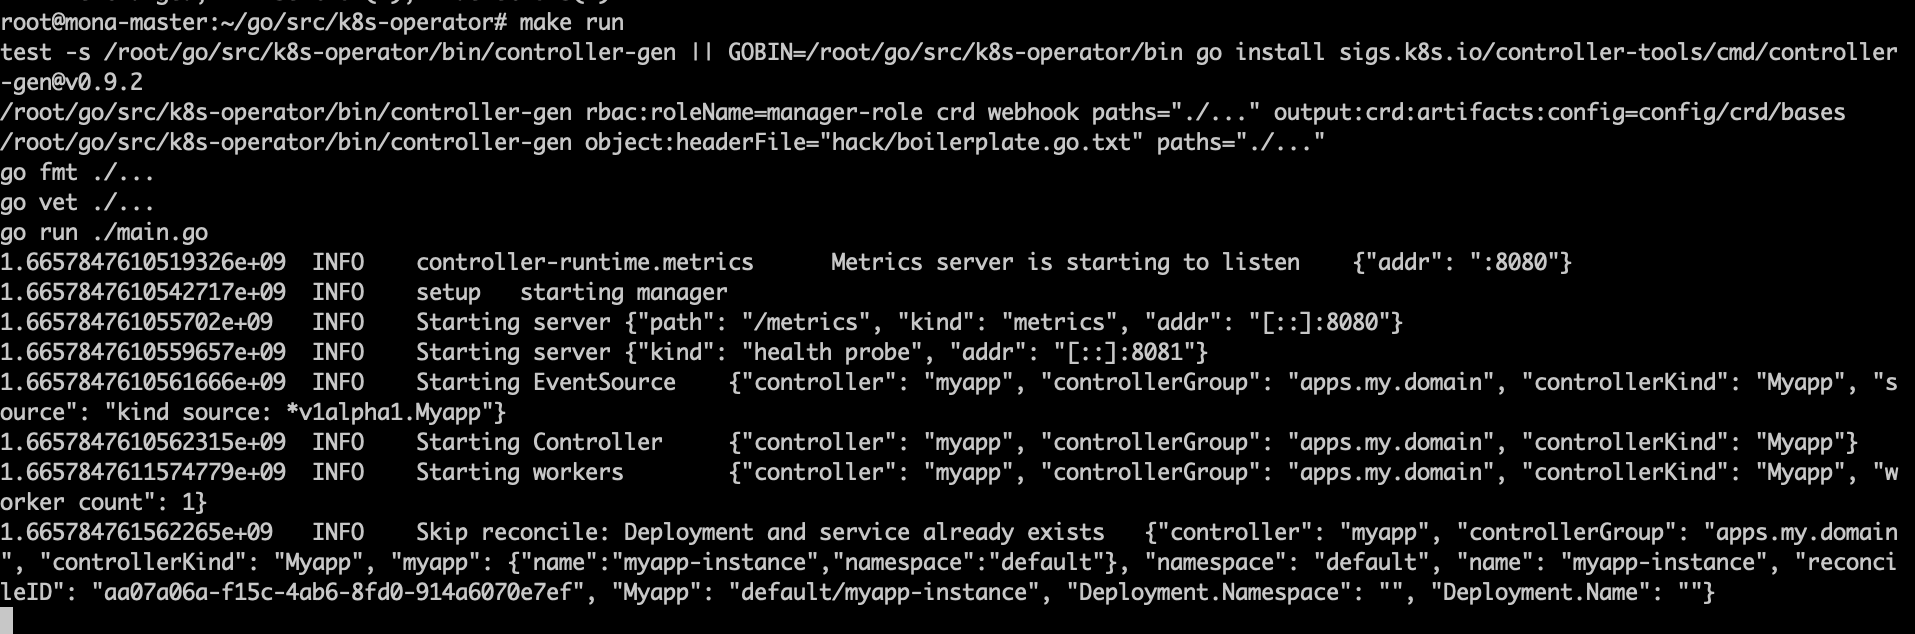 root@mona-master:~/go/src/k8s-operator# make run
test -s /root/go/src/k8s-operator/bin/controller-gen || GOBIN=/root/go/src/k8s-operator/bin go install sigs.k8s.io/controller-tools/cmd/controller
-gen@v0.9.2
/root/go/src/k8s-operator/bin/controller-gen rbac:roleName=manager-role crd webhook paths="./..." output:crd:artifacts:config=config/crd/bases
/root/go/src/k8s-operator/bin/controller-gen object:headerFile="hack/boilerplate.go.txt" paths="./..."
go fmt ./...
go vet ./...
go run ./main.go
1.6657847610519326e+09  INFO    controller-runtime.metrics      Metrics server is starting to listen    {"addr": ":8080"}
1.6657847610542717e+09  INFO    setup   starting manager
1.665784761055702e+09   INFO    Starting server {"path": "/metrics", "kind": "metrics", "addr": "[::]:8080"}
1.6657847610559657e+09  INFO    Starting server {"kind": "health probe", "addr": "[::]:8081"}
1.6657847610561666e+09  INFO    Starting EventSource    {"controller": "myapp", "controllerGroup": "apps.my.domain", "controllerKind": "Myapp", "s
ource": "kind source: *v1alpha1.Myapp"}
1.6657847610562315e+09  INFO    Starting Controller     {"controller": "myapp", "controllerGroup": "apps.my.domain", "controllerKind": "Myapp"}
1.6657847611574779e+09  INFO    Starting workers        {"controller": "myapp", "controllerGroup": "apps.my.domain", "controllerKind": "Myapp", "w
orker count": 1}
1.665784761562265e+09   INFO    Skip reconcile: Deployment and service already exists   {"controller": "myapp", "controllerGroup": "apps.my.domain
", "controllerKind": "Myapp", "myapp": {"name":"myapp-instance","namespace":"default"}, "namespace": "default", "name": "myapp-instance", "reconci
leID": "aa07a06a-f15c-4ab6-8fd0-914a6070e7ef", "Myapp": "default/myapp-instance", "Deployment.Namespace": "", "Deployment.Name": ""}